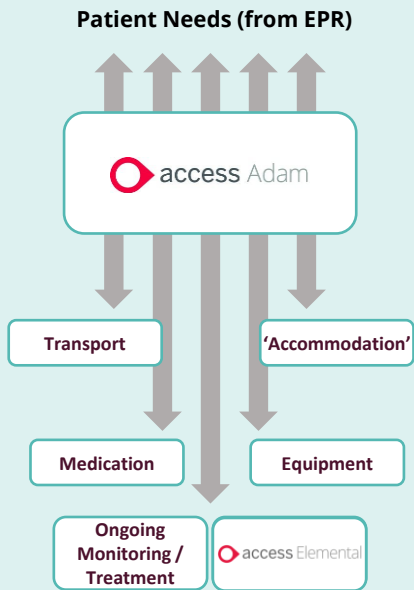 Patient Needs (from EPR)
access Adam
Transport
‘Accommodation’
Medication
Equipment
Ongoing
Monitoring /
Treatment
access Elemental